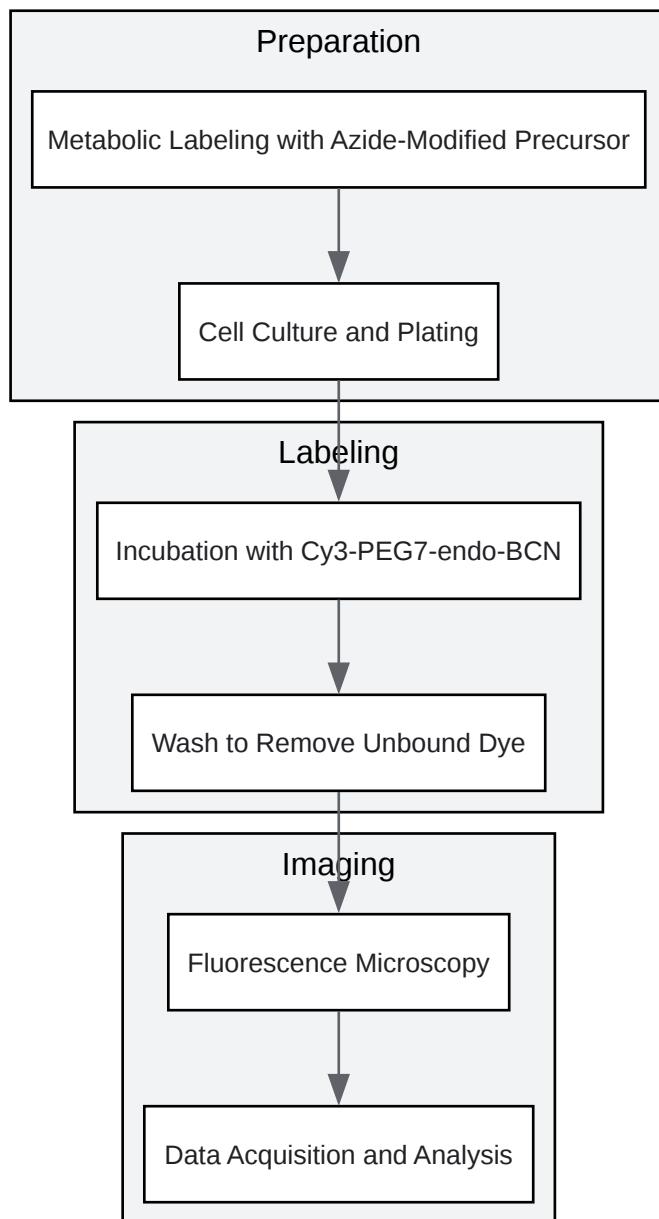 Preparation
Metabolic Labeling with Azide-Modified Precursor
Cell Culture and Plating
Labeling
Incubation with Cy3-PEG7-endo-BCN
Wash to Remove Unbound Dye
Imaging
Fluorescence Microscopy
Data Acquisition and Analysis